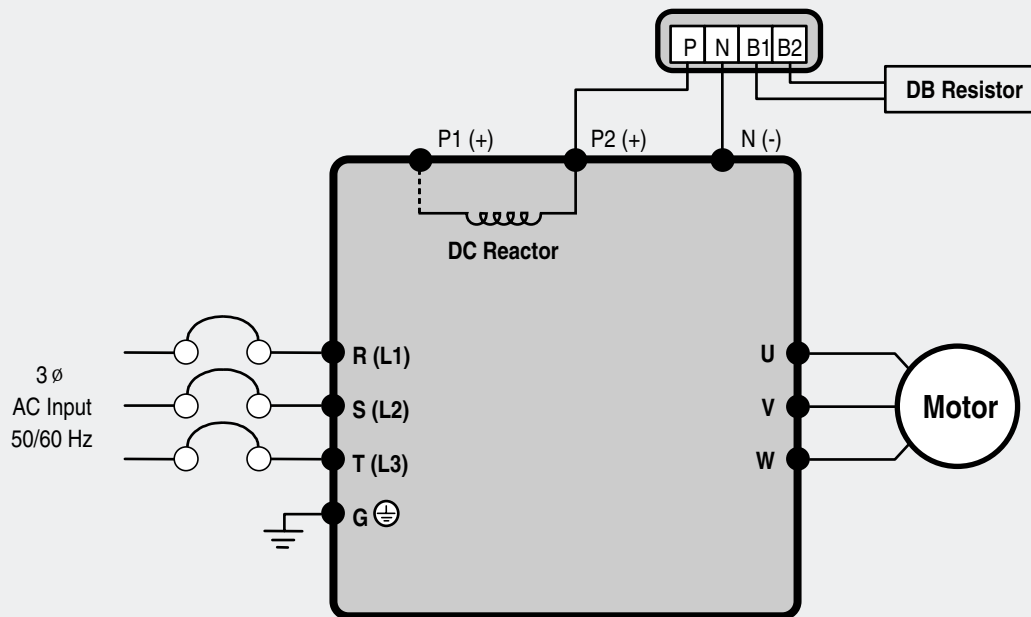 P N B1 B2
DB Resistor
P1 (+) P2 (+) N (-)
DC Reactor
R (L1)
S (L2)
T (L3)
G
3 ø
AC Input
50/60 Hz
U
V
W
Motor